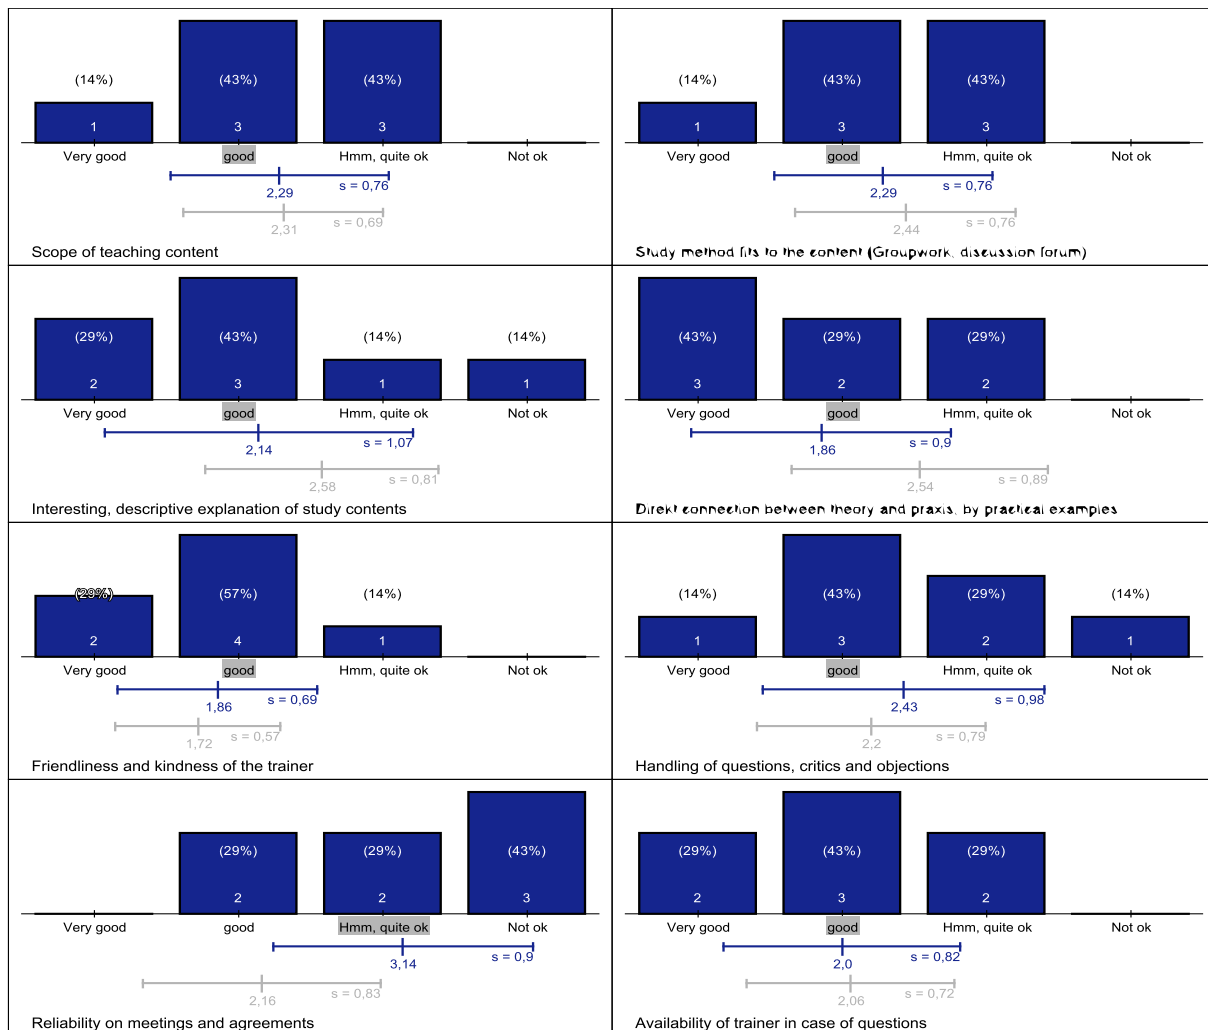 (14%) (43%) (43%)
1 3 3
Very good good Hmm, quite ok Not ok
s = 0,76
2,29
s = 0,69
2,31
Scope of teaching content
(14%) (43%) (43%)
1 3 3
Very good good Hmm, quite ok Not ok
s = 0,76
2,29
s = 0,76
2,44
Study method fits to the content (Groupwork, discussion forum)
(29%) (43%) (14%) (14%)
2 3 1 1
Very good good Hmm, quite ok Not ok
s = 1,07
2,14
s = 0,81
2,58
Interesting, descriptive explanation of study contents
(43%) (29%) (29%)
3 2 2
Very good good Hmm, quite ok Not ok
s = 0,9
1,86
s = 0,89
2,54
Direkt connection between theory and praxis, by practical examples
(29%) (57%) (14%)
2 4 1
Very good good Hmm, quite ok Not ok
s = 0,69
1,86
s = 0,57
1,72
Friendliness and kindness of the trainer
(14%) (43%) (29%) (14%)
1 3 2 1
Very good good Hmm, quite ok Not ok
s = 0,98
2,43
s = 0,79
2,2
Handling of questions, critics and objections
(29%) (29%) (43%)
2 2 3
Very good good Hmm, quite ok Not ok
s = 0,9
3,14
s = 0,83
2,16
Reliability on meetings and agreements
(29%) (43%) (29%)
2 3 2
Very good good Hmm, quite ok Not ok
s = 0,82
2,0
s = 0,72
2,06
Availability of trainer in case of questions